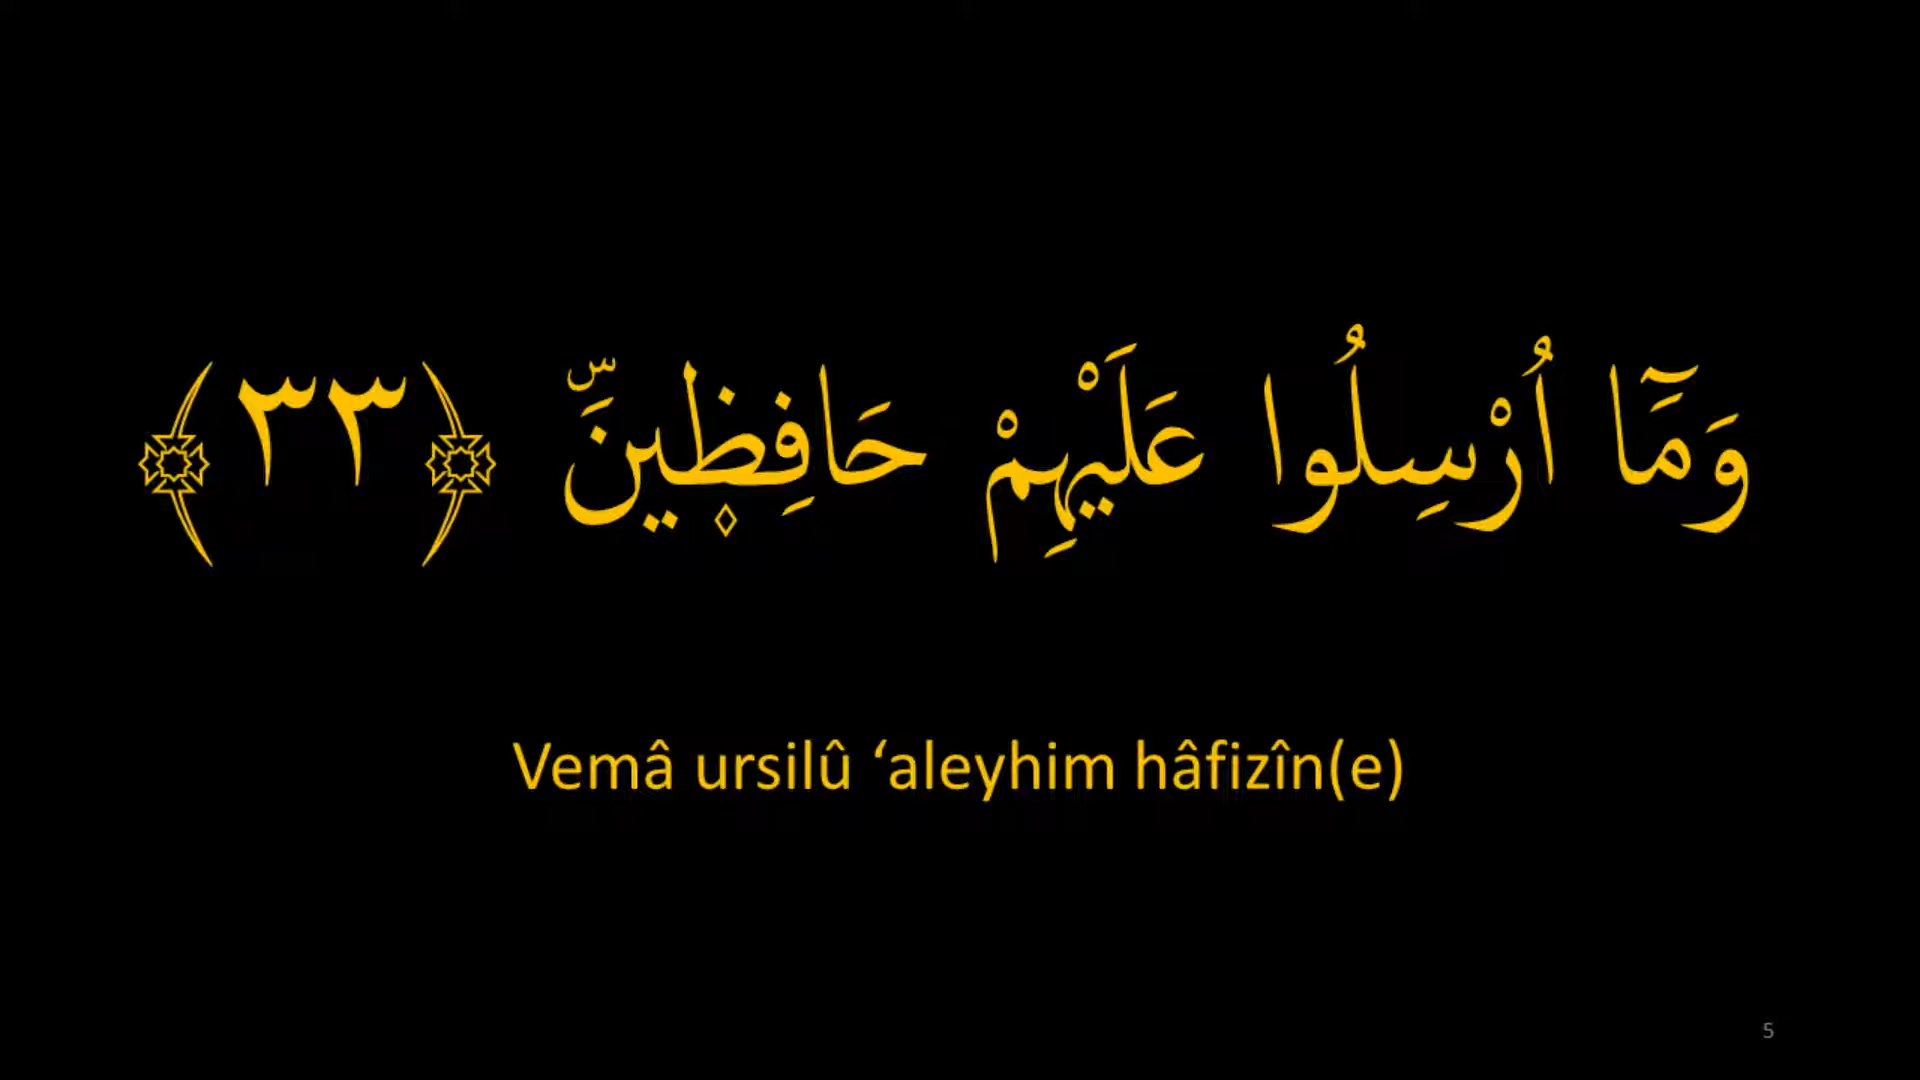 وَمَٓا اُرْسِلُوا عَلَيْهِمْ حَافِظ۪ينَّۜ ﴿٣٣﴾
Vemâ ursilû ‘aleyhim hâfizîn(e)
5